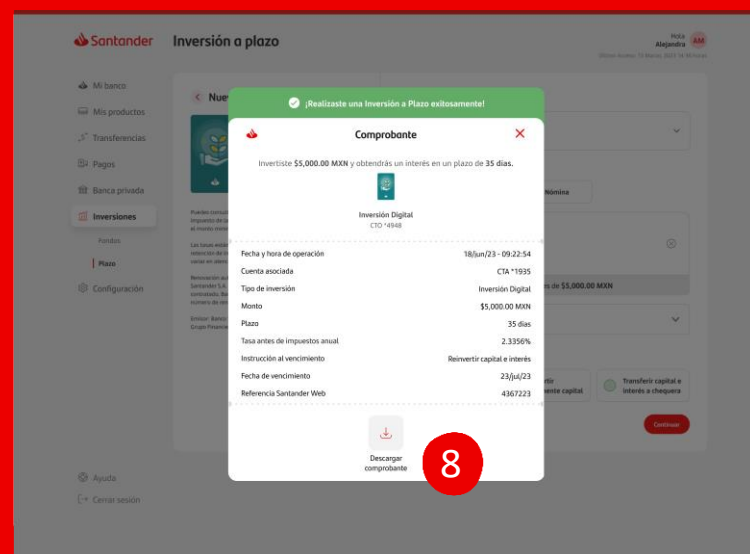 Santander
Inversión a plazo
Hola
Alejandra
AM
Mi banco
Mis productos
Transferencias
Pagos
Banca privada
Inversiones
Fondos
Plazo
Configuración
Ayuda
Cerrar sesión
Nue
¡Realizaste una Inversión a Plazo exitosamente!
Comprobante
Invertiste $5,000.00 MXN y obtendrás un interés en un plazo de 35 días.
Inversión Digital
CTO *4948
Fecha y hora de operación 18/jun/23 - 09:22:54
Cuenta asociada CTA *1935
Tipo de inversión Inversión Digital
Monto $5,000.00 MXN
Plazo 35 días
Tasa antes de impuestos anual 2.3356%
Instrucción al vencimiento Reinvertir capital e interés
Fecha de vencimiento 23/jul/23
Referencia Santander Web 4367223
Descargar
comprobante
8
Nómina
de $5,000.00 MXN
capital
Transferir capital e
interés a chequera
Continuar